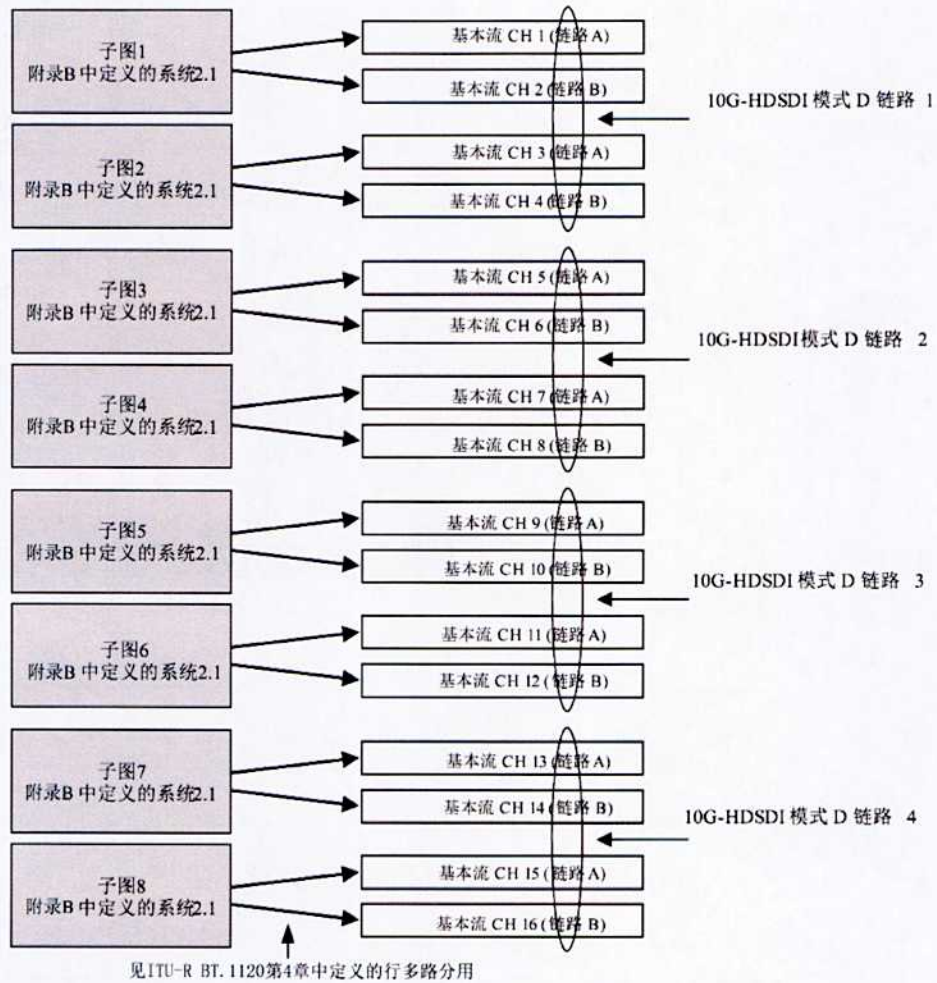 子图1
附录B 中定义的系统2.1
基本流 CH 1 (链路 A)
基本流 CH 2 (链路 B)
10G-HDSDI 模式 D 链路 1
子图2
附录B 中定义的系统2.1
基本流 CH 3 (链路 A)
基本流 CH 4 (链路 B)
子图3
附录B 中定义的系统2.1
基本流 CH 5 (链路 A)
基本流 CH 6 (链路 B)
10G-HDSDI模式 D 链路 2
子图4
附录B 中定义的系统2.1
基本流 CH 7 (链路 A)
基本流 CH 8 (链路 B)
子图5
附录B 中定义的系统2.1
基本流 CH 9 (链路 A)
基本流 CH 10 (链路 B)
10G-HDSDI 模式 D 链路 3
子图6
附录B 中定义的系统2.1
基本流 CH 11 (链路 A)
基本流 CH 12 (链路 B)
子图7
附录B 中定义的系统2.1
基本流 CH 13 (链路 A)
基本流 CH 14 (链路 B)
10G-HDSDI 模式 D 链路 4
子图8
附录B 中定义的系统2.1
基本流 CH 15 (链路 A)
基本流 CH 16 (链路 B)
见ITU-R BT.1120第4章中定义的行多路分用